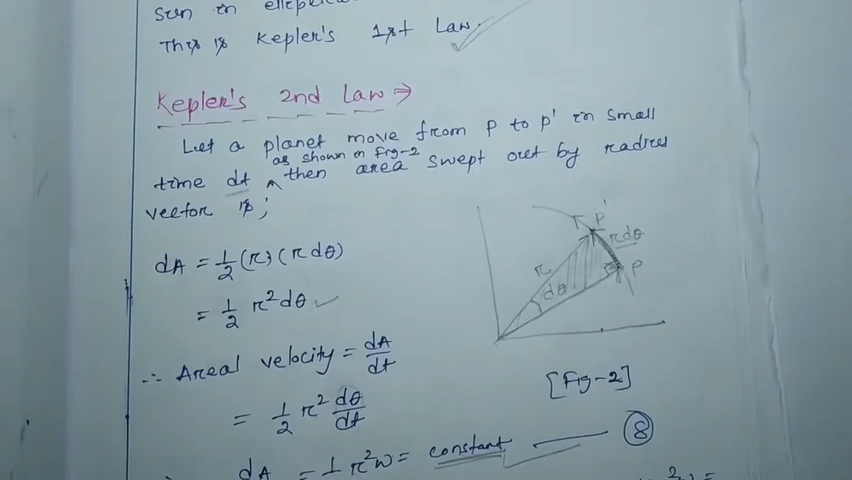 Sun in elliptical
This is Kepler's 1st Law.
Kepler's 2nd Law ⇒
Let a planet move from P to P' in small
time dt ^ as shown in Fig-2 then area swept out by radius
vector is;
dA = 1/2 (r) (r dθ)
= 1/2 r² dθ
∴ Areal velocity = dA/dt
= 1/2 r² dθ/dt
dA = 1/2 r² ω = constant ⑧
P'
r dθ
r
dθ
P
[Fig-2]